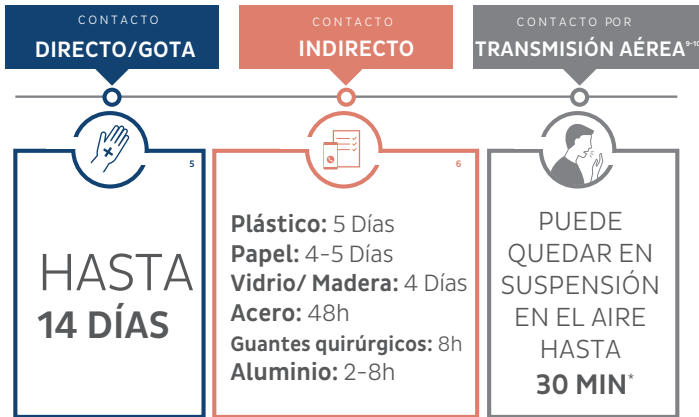 CONTACTO
DIRECTO/GOTA
CONTACTO
INDIRECTO
CONTACTO POR
TRANSMISIÓN AÉREA⁹⁻¹⁰
5
HASTA
14 DÍAS
6
Plástico: 5 Días
Papel: 4-5 Días
Vidrio/ Madera: 4 Días
Acero: 48h
Guantes quirúrgicos: 8h
Aluminio: 2-8h
PUEDE
QUEDAR EN
SUSPENSIÓN
EN EL AIRE
HASTA
30 MIN*